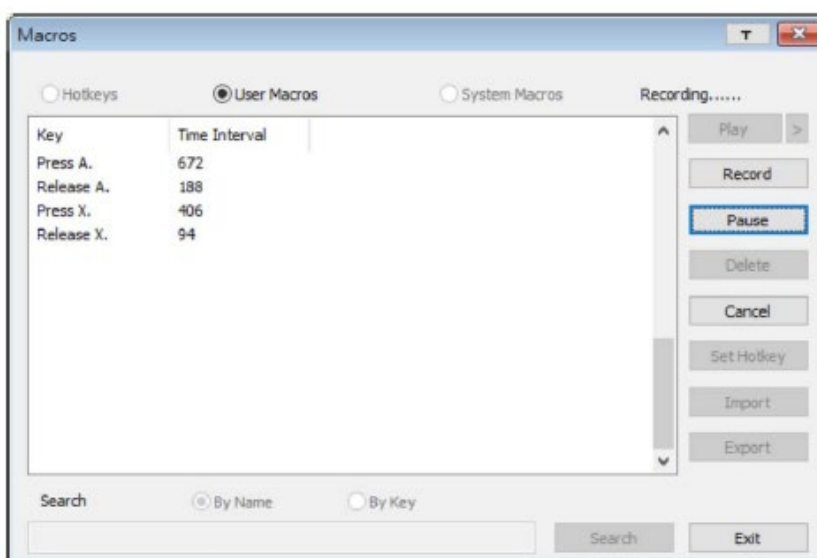 Macros
T
Hotkeys User Macros System Macros Recording......
Key Time Interval
Press A. 672
Release A. 188
Press X. 406
Release X. 94
Play >
Record
Pause
Delete
Cancel
Set Hotkey
Import
Export
Search By Name By Key
Search Exit